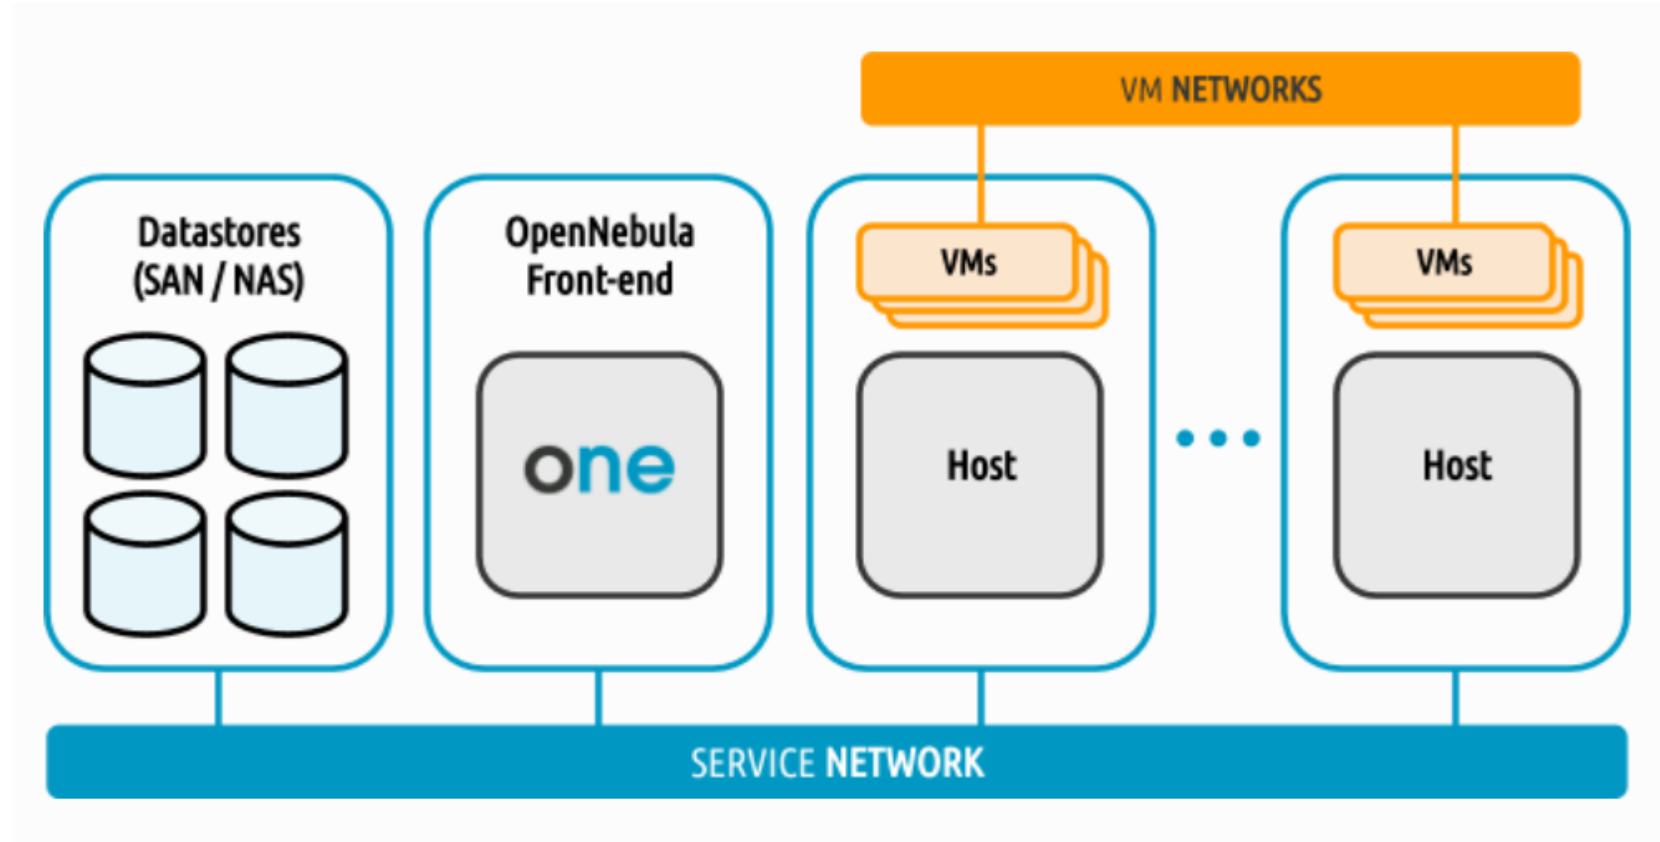 VM NETWORKS
Datastores
(SAN / NAS)
OpenNebula
Front-end
one
VMs
Host
VMs
Host
SERVICE NETWORK